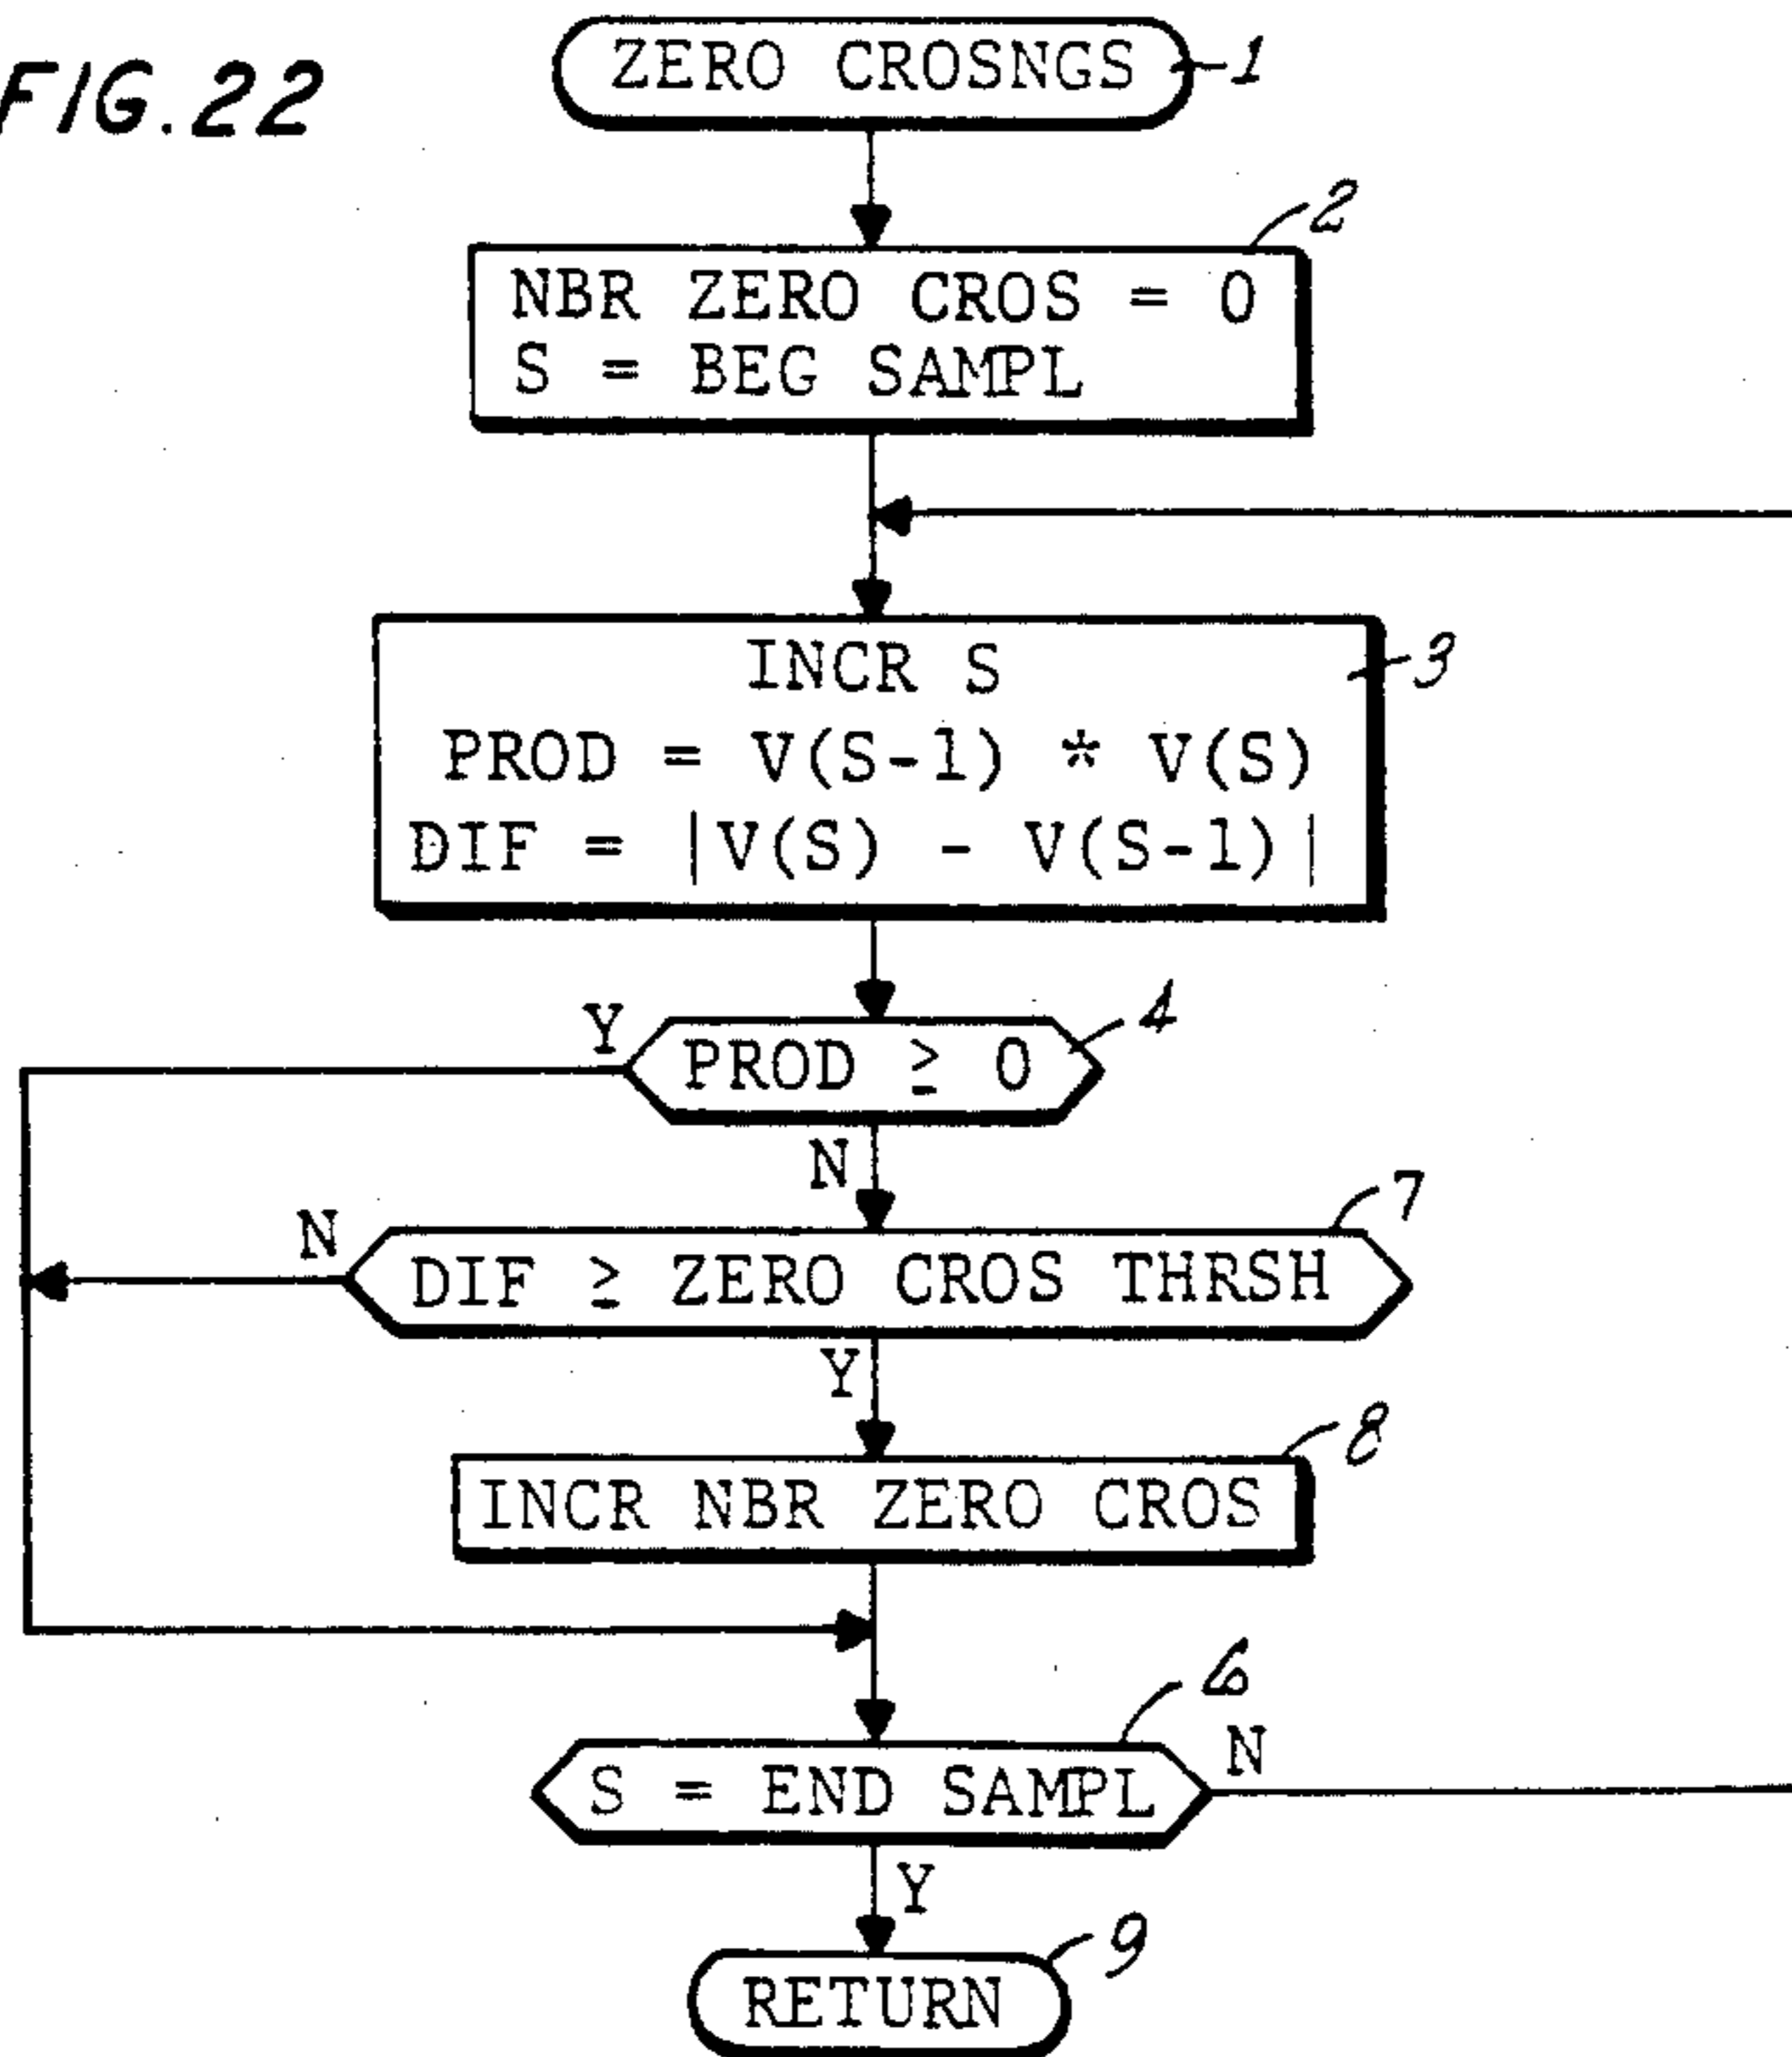 FIG. 22
ZERO CROSNGS
1
2
NBR ZERO CROS = 0
S = BEG SAMPL
3
INCR S
PROD = V(S-1) * V(S)
DIF = |V(S) - V(S-1)|
4
Y
PROD ≥ 0
N
7
N
DIF ≥ ZERO CROS THRSH
Y
8
INCR NBR ZERO CROS
6
S = END SAMPL
N
Y
9
RETURN